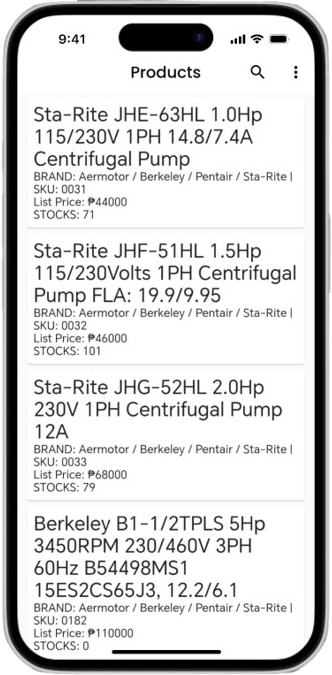 9:41
Products
Sta-Rite JHE-63HL 1.0Hp
115/230V 1PH 14.8/7.4A
Centrifugal Pump
BRAND: Aermotor / Berkeley / Pentair / Sta-Rite |
SKU: 0031
List Price: ₱44000
STOCKS: 71
Sta-Rite JHF-51HL 1.5Hp
115/230Volts 1PH Centrifugal
Pump FLA: 19.9/9.95
BRAND: Aermotor / Berkeley / Pentair / Sta-Rite |
SKU: 0032
List Price: ₱46000
STOCKS: 101
Sta-Rite JHG-52HL 2.0Hp
230V 1PH Centrifugal Pump
12A
BRAND: Aermotor / Berkeley / Pentair / Sta-Rite |
SKU: 0033
List Price: ₱68000
STOCKS: 79
Berkeley B1-1/2TPLS 5Hp
3450RPM 230/460V 3PH
60Hz B54498MS1
15ES2CS65J3, 12.2/6.1
BRAND: Aermotor / Berkeley / Pentair / Sta-Rite |
SKU: 0182
List Price: ₱110000
STOCKS: 0